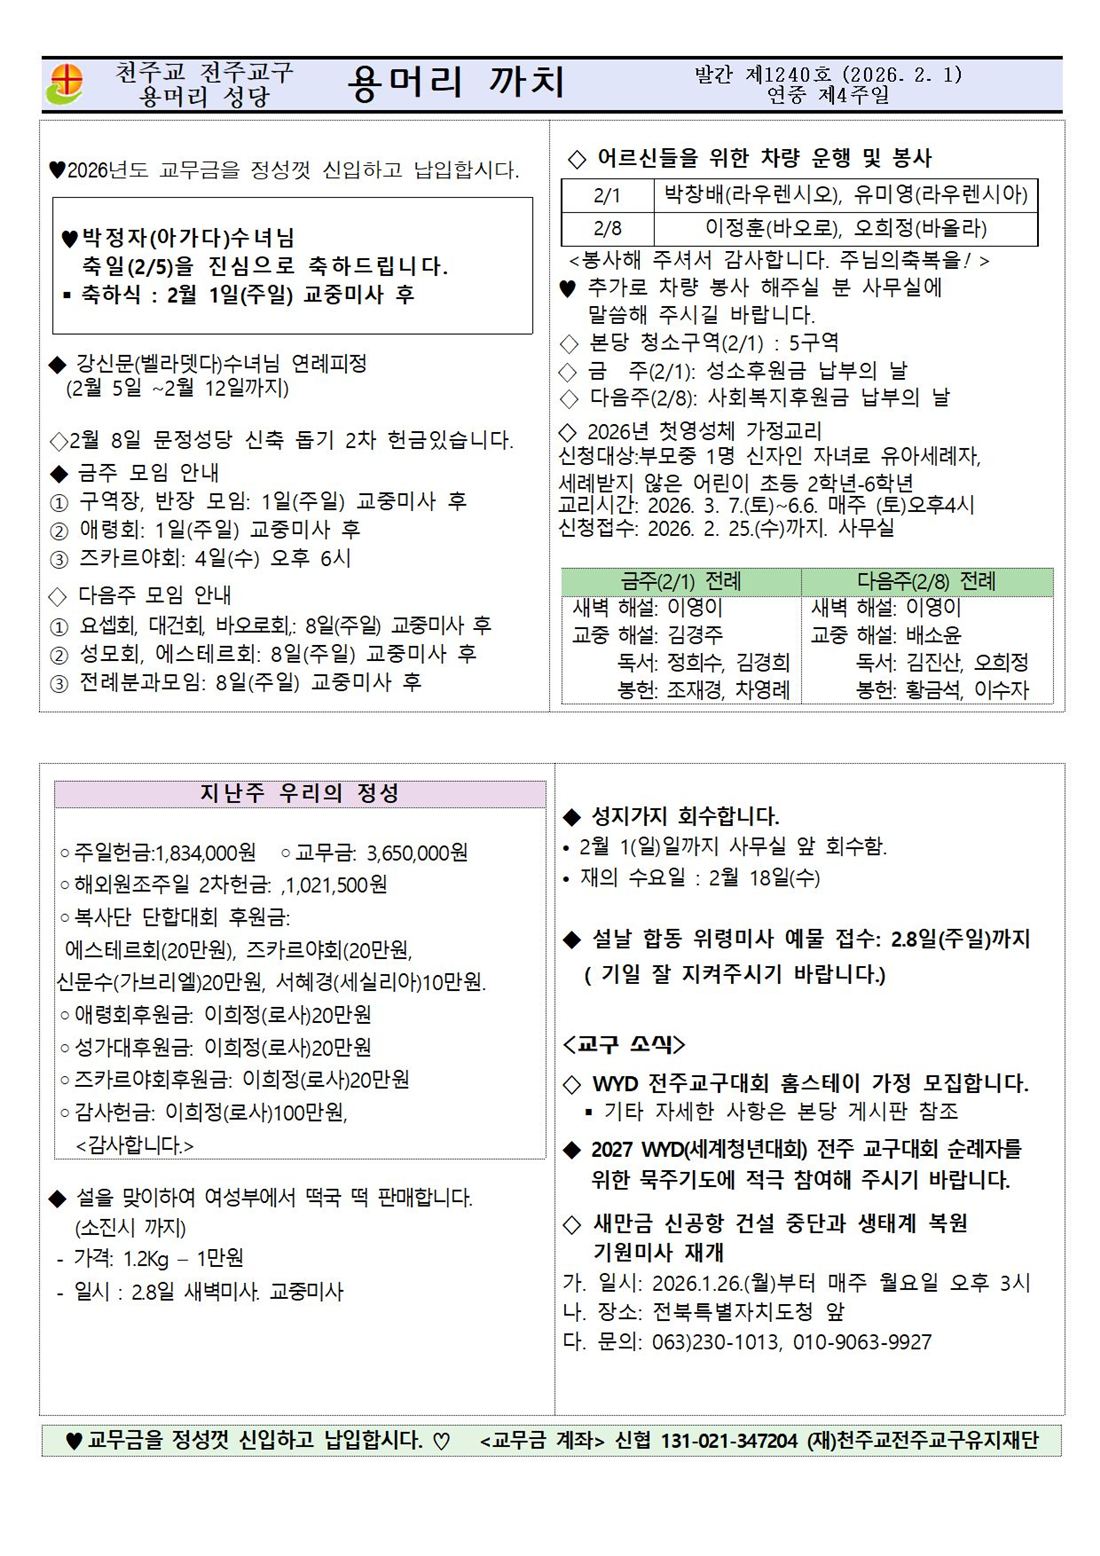 천주교 전주교구
용머리 성당
용머리 까치
발간 제1240호 (2026. 2. 1)
연중 제4주일
♥2026년도 교무금을 정성껏 신입하고 납입합시다.
♥박정자(아가다)수녀님
축일(2/5)을 진심으로 축하드립니다.
▪ 축하식 : 2월 1일(주일) 교중미사 후
◆ 강신문(벨라뎃다)수녀님 연례피정
(2월 5일 ~2월 12일까지)
◇2월 8일 문정성당 신축 돕기 2차 헌금있습니다.
◆ 금주 모임 안내
① 구역장, 반장 모임: 1일(주일) 교중미사 후
② 애령회: 1일(주일) 교중미사 후
③ 즈카르야회: 4일(수) 오후 6시
◇ 다음주 모임 안내
① 요셉회, 대건회, 바오로회,: 8일(주일) 교중미사 후
② 성모회, 에스테르회: 8일(주일) 교중미사 후
③ 전례분과모임: 8일(주일) 교중미사 후
◇ 어르신들을 위한 차량 운행 및 봉사
2/1 박창배(라우렌시오), 유미영(라우렌시아)
2/8 이정훈(바오로), 오희정(바울라)
<봉사해 주셔서 감사합니다. 주님의축복을! >
♥ 추가로 차량 봉사 해주실 분 사무실에
말씀해 주시길 바랍니다.
◇ 본당 청소구역(2/1) : 5구역
◇ 금 주(2/1): 성소후원금 납부의 날
◇ 다음주(2/8): 사회복지후원금 납부의 날
◇ 2026년 첫영성체 가정교리
신청대상:부모중 1명 신자인 자녀로 유아세례자,
세례받지 않은 어린이 초등 2학년-6학년
교리시간: 2026. 3. 7.(토)~6.6. 매주 (토)오후4시
신청접수: 2026. 2. 25.(수)까지. 사무실
금주(2/1) 전례 다음주(2/8) 전례
새벽 해설: 이영이 새벽 해설: 이영이
교중 해설: 김경주 교중 해설: 배소윤
독서: 정희수, 김경희 독서: 김진산, 오희정
봉헌: 조재경, 차영례 봉헌: 황금석, 이수자
지난주 우리의 정성
○주일헌금:1,834,000원 ○교무금: 3,650,000원
○해외원조주일 2차헌금: ,1,021,500원
○복사단 단합대회 후원금:
에스테르회(20만원), 즈카르야회(20만원,
신문수(가브리엘)20만원, 서혜경(세실리아)10만원.
○애령회후원금: 이희정(로사)20만원
○성가대후원금: 이희정(로사)20만원
○즈카르야회후원금: 이희정(로사)20만원
○감사헌금: 이희정(로사)100만원,
<감사합니다.>
◆ 설을 맞이하여 여성부에서 떡국 떡 판매합니다.
(소진시 까지)
- 가격: 1.2Kg – 1만원
- 일시 : 2.8일 새벽미사. 교중미사
◆ 성지가지 회수합니다.
• 2월 1(일)일까지 사무실 앞 회수함.
• 재의 수요일 : 2월 18일(수)
◆ 설날 합동 위령미사 예물 접수: 2.8일(주일)까지
( 기일 잘 지켜주시기 바랍니다.)
<교구 소식>
◇ WYD 전주교구대회 홈스테이 가정 모집합니다.
▪ 기타 자세한 사항은 본당 게시판 참조
◆ 2027 WYD(세계청년대회) 전주 교구대회 순례자를
위한 묵주기도에 적극 참여해 주시기 바랍니다.
◇ 새만금 신공항 건설 중단과 생태계 복원
기원미사 재개
가. 일시: 2026.1.26.(월)부터 매주 월요일 오후 3시
나. 장소: 전북특별자치도청 앞
다. 문의: 063)230-1013, 010-9063-9927
♥교무금을 정성껏 신입하고 납입합시다. ♡ <교무금 계좌> 신협 131-021-347204 (재)천주교전주교구유지재단